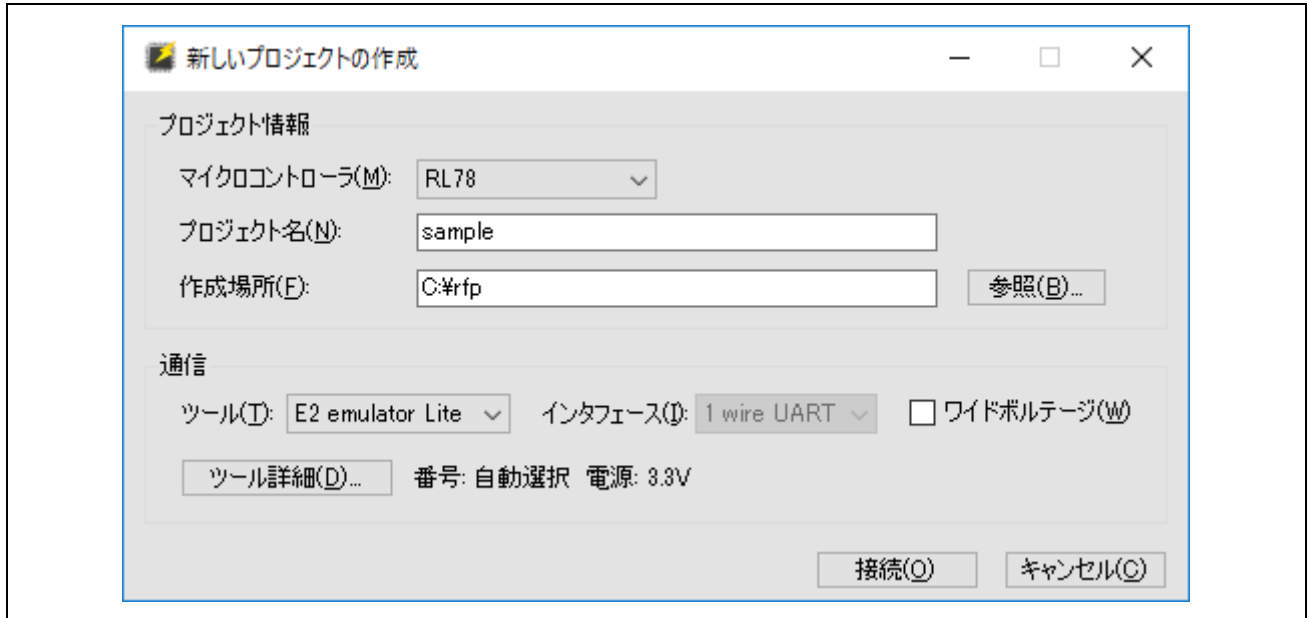 新しいプロジェクトの作成
プロジェクト情報
マイクロコントローラ(M): RL78
プロジェクト名(N): sample
作成場所(F): C:¥rfp 参照(B)...
通信
ツール(T): E2 emulator Lite インタフェース(I): 1 wire UART ワイドボルテージ(W)
ツール詳細(D)... 番号: 自動選択 電源: 3.3V
接続(O) キャンセル(C)